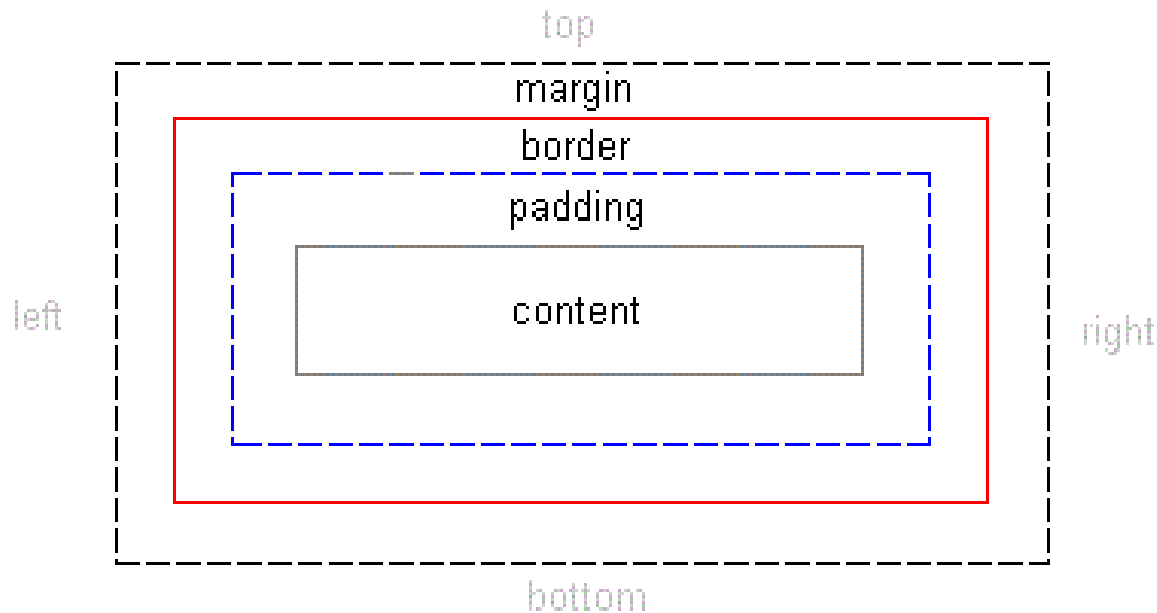 top
margin
border
padding
content
left
right
bottom